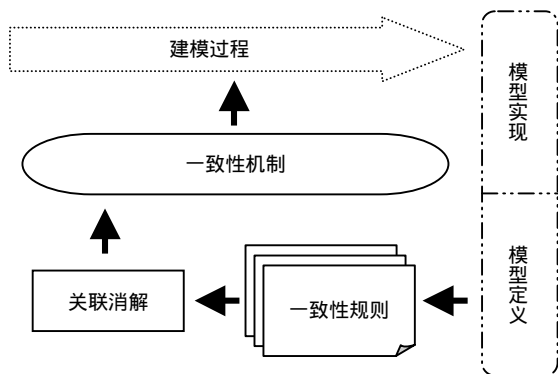 建模过程
模型实现
一致性机制
模型定义
关联消解
一致性规则